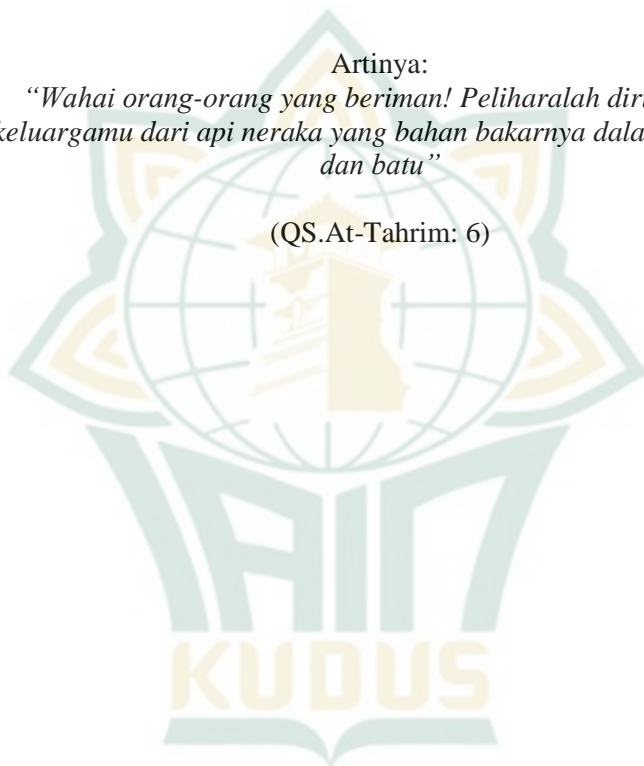 Artinya:
“Wahai orang-orang yang beriman! Peliharalah
keluargamu dari api neraka yang bahan bakarnya
dan batu”
(QS.At-Tahrim: 6)
IAIN
KUDUS